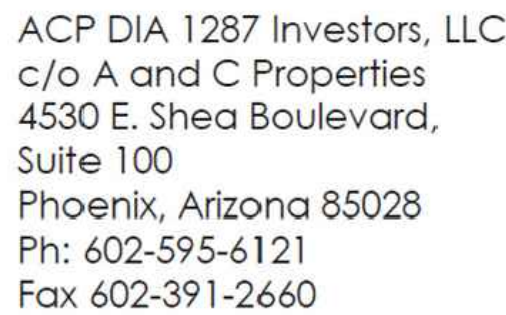 ACP DIA 1287 Investors, LLC
c/o A and C Properties
4530 E. Shea Boulevard,
Suite 100
Phoenix, Arizona 85028
Ph: 602-595-6121
Fax 602-391-2660